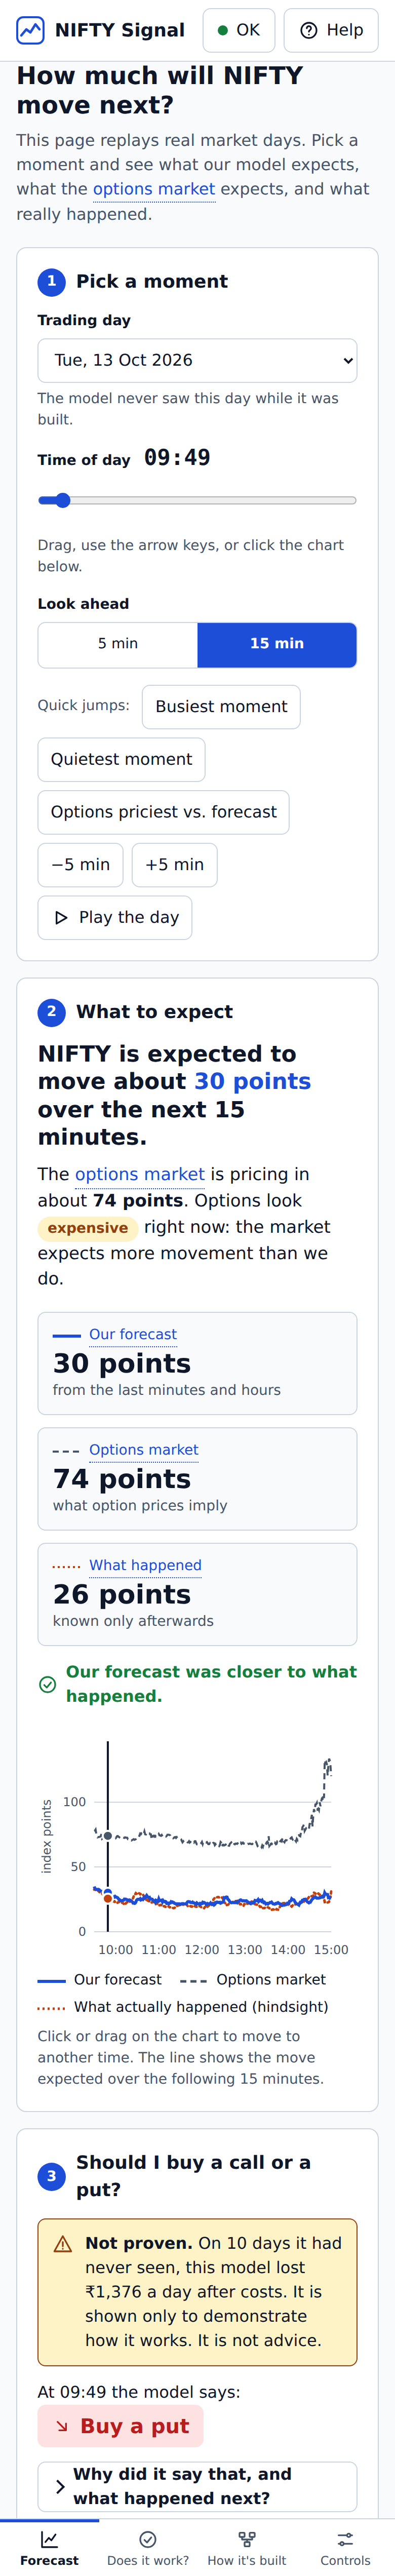 NIFTY Signal
OK
Help
How much will NIFTY
move next?
This page replays real market days. Pick a
moment and see what our model expects,
what the options market expects, and what
really happened.
1
Pick a moment
Trading day
Tue, 13 Oct 2026
The model never saw this day while it was
built.
Time of day 09:49
Drag, use the arrow keys, or click the chart
below.
Look ahead
5 min
15 min
Quick jumps:
Busiest moment
Quietest moment
Options priciest vs. forecast
−5 min
+5 min
Play the day
2
What to expect
NIFTY is expected to
move about 30 points
over the next 15
minutes.
The options market is pricing in
about 74 points. Options look
expensive right now: the market
expects more movement than we
do.
Our forecast
30 points
from the last minutes and hours
Options market
74 points
what option prices imply
What happened
26 points
known only afterwards
Our forecast was closer to what
happened.
index points
100
50
0
10:00 11:00 12:00 13:00 14:00 15:00
Our forecast
Options market
What actually happened (hindsight)
Click or drag on the chart to move to
another time. The line shows the move
expected over the following 15 minutes.
3
Should I buy a call or a
put?
Not proven. On 10 days it had
never seen, this model lost
₹1,376 a day after costs. It is
shown only to demonstrate
how it works. It is not advice.
At 09:49 the model says:
Buy a put
Why did it say that, and
what happened next?
Forecast
Does it work?
How it's built
Controls